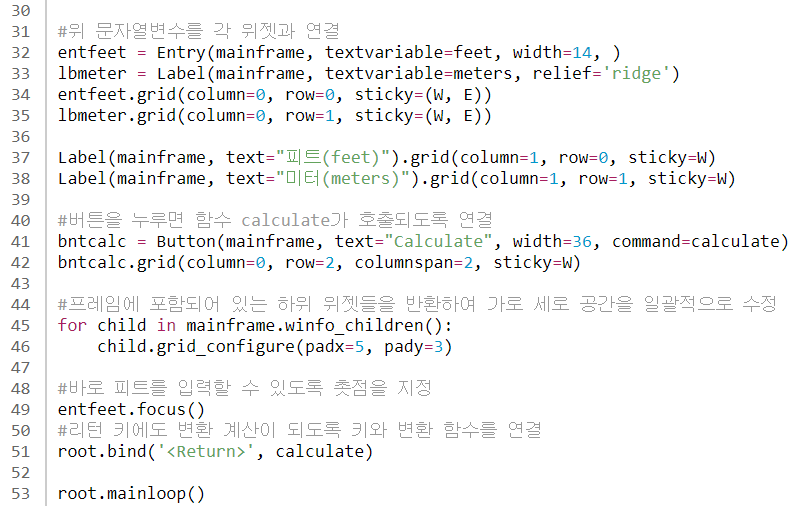 30
31 #위 문자열변수를 각 위젯과 연결
32 entfeet = Entry(mainframe, textvariable=feet, width=14, )
33 lbmeter = Label(mainframe, textvariable=meters, relief='ridge')
34 entfeet.grid(column=0, row=0, sticky=(W, E))
35 lbmeter.grid(column=0, row=1, sticky=(W, E))
36
37 Label(mainframe, text="피트(feet)").grid(column=1, row=0, sticky=W)
38 Label(mainframe, text="미터(meters)").grid(column=1, row=1, sticky=W)
39
40 #버튼을 누루면 함수 calculate가 호출되도록 연결
41 bntcalc = Button(mainframe, text="Calculate", width=36, command=calculate)
42 bntcalc.grid(column=0, row=2, columnspan=2, sticky=W)
43
44 #프레임에 포함되어 있는 하위 위젯들을 반환하여 가로 세로 공간을 일괄적으로 수정
45 for child in mainframe.winfo_children():
46     child.grid_configure(padx=5, pady=3)
47
48 #바로 피트를 입력할 수 있도록 촛점을 지정
49 entfeet.focus()
50 #리턴 키에도 변환 계산이 되도록 키와 변환 함수를 연결
51 root.bind('<Return>', calculate)
52
53 root.mainloop()